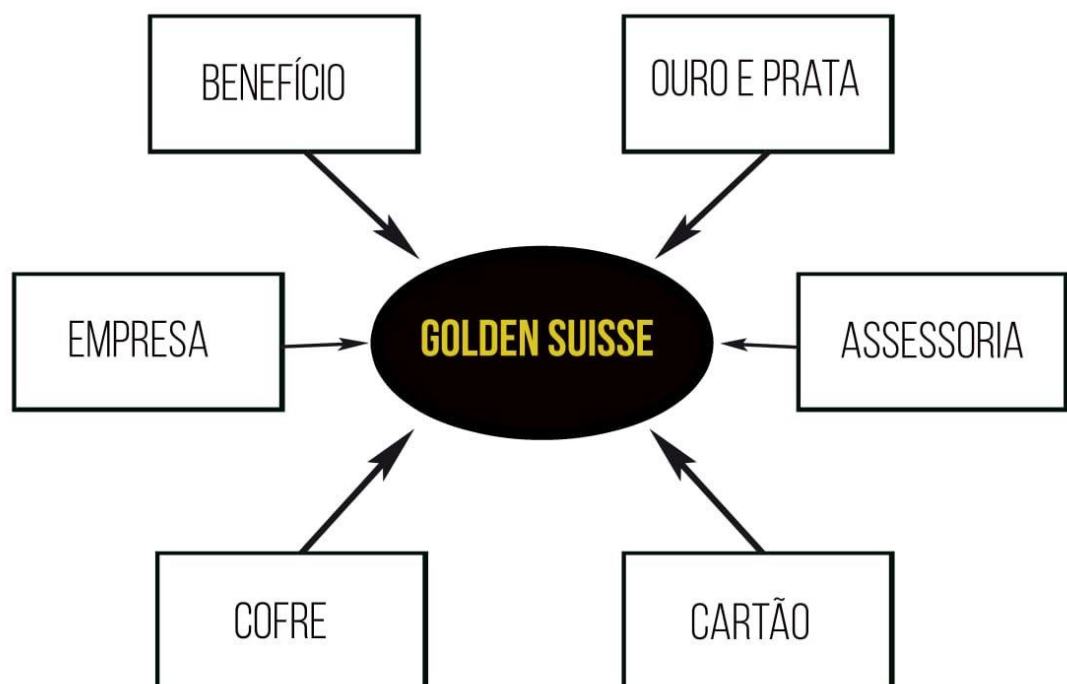 BENEFÍCIO
OURO E PRATA
EMPRESA
GOLDEN SUISSE
ASSESSORIA
COFRE
CARTÃO